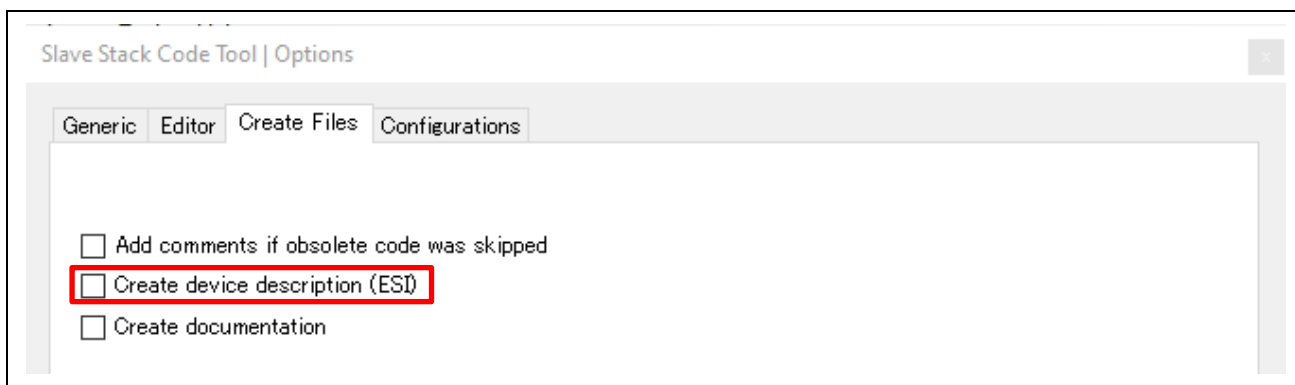 Slave Stack Code Tool | Options
x
Generic Editor Create Files Configurations
Add comments if obsolete code was skipped
Create device description (ESI)
Create documentation